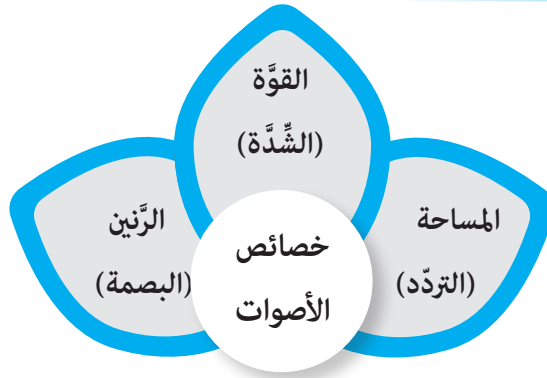 القوَّة
(الشِّدَّة)
المساحة
(التردّد)
خصائص
الأصوات
الرَّنين
(البصمة)